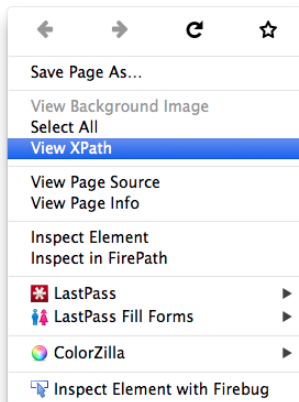 Save Page As...
View Background Image
Select All
View XPath
View Page Source
View Page Info
Inspect Element
Inspect in FirePath
LastPass
LastPass Fill Forms
ColorZilla
Inspect Element with Firebug